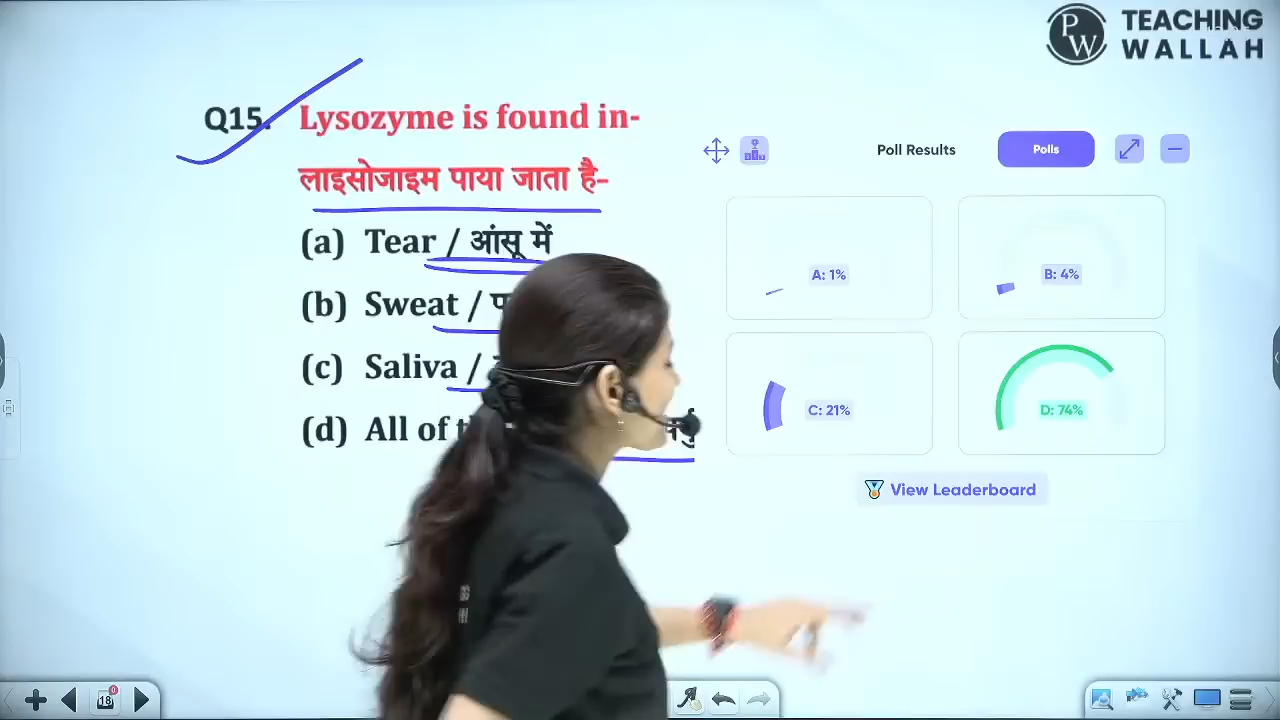 PW TEACHING
WALLAH
Q15. Lysozyme is found in-
लाइसोजाइम पाया जाता है-
(a) Tear / आंसू में
(b) Sweat /
(c) Saliva /
(d) All of
Poll Results
Polls
A: 1%
B: 4%
C: 21%
D: 74%
View Leaderboard
18